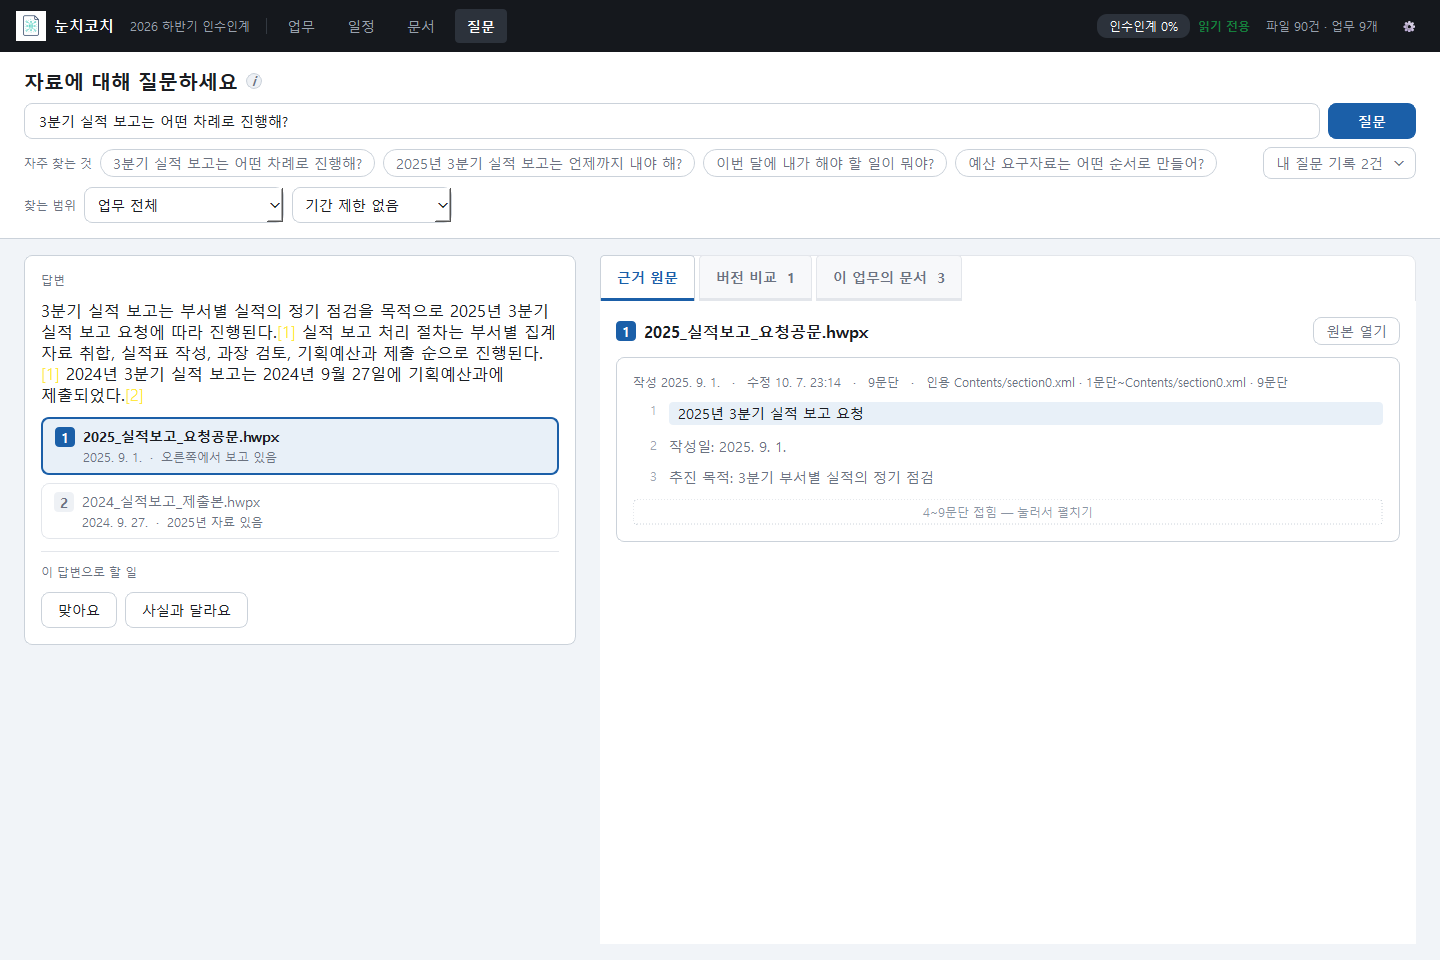 눈치코치
2026 하반기 인수인계
업무
일정
문서
질문
인수인계 0%
읽기 전용
파일 90건 · 업무 9개
자료에 대해 질문하세요 i
3분기 실적 보고는 어떤 차례로 진행해?
질문
자주 찾는 것
3분기 실적 보고는 어떤 차례로 진행해?
2025년 3분기 실적 보고는 언제까지 내야 해?
이번 달에 내가 해야 할 일이 뭐야?
예산 요구자료는 어떤 순서로 만들어?
내 질문 기록 2건
찾는 범위
업무 전체
기간 제한 없음
답변
3분기 실적 보고는 부서별 실적의 정기 점검을 목적으로 2025년 3분기
실적 보고 요청에 따라 진행된다.[1] 실적 보고 처리 절차는 부서별 집계
자료 취합, 실적표 작성, 과장 검토, 기획예산과 제출 순으로 진행된다.
[1] 2024년 3분기 실적 보고는 2024년 9월 27일에 기획예산과에
제출되었다.[2]
1 2025_실적보고_요청공문.hwpx
2025. 9. 1. · 오른쪽에서 보고 있음
2 2024_실적보고_제출본.hwpx
2024. 9. 27. · 2025년 자료 있음
이 답변으로 할 일
맞아요
사실과 달라요
근거 원문
버전 비교 1
이 업무의 문서 3
1 2025_실적보고_요청공문.hwpx
원본 열기
작성 2025. 9. 1. · 수정 10. 7. 23:14 · 9문단 · 인용 Contents/section0.xml · 1문단~Contents/section0.xml · 9문단
1 2025년 3분기 실적 보고 요청
2 작성일: 2025. 9. 1.
3 추진 목적: 3분기 부서별 실적의 정기 점검
4~9문단 접힘 — 눌러서 펼치기